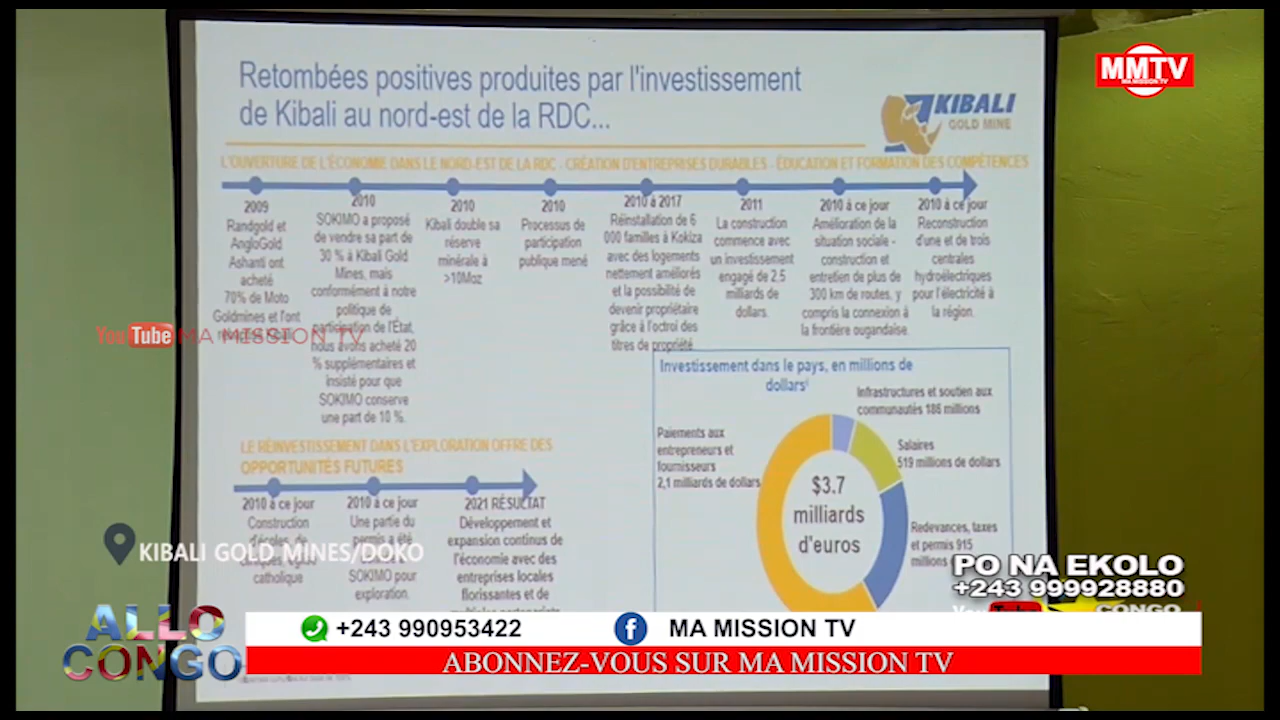 MMTV
MA MISSION TV
Retombées positives produites par l'investissement
de Kibali au nord-est de la RDC...
KIBALI
GOLD MINE
L'OUVERTURE DE L'ÉCONOMIE DANS LE NORD-EST DE LA RDC - CRÉATION D'ENTREPRISES DURABLES - ÉDUCATION ET FORMATION DES COMPÉTENCES
2009
Randgold et
AngloGold
Ashanti ont
acheté
70% de Moto
Goldmines et l'ont
2010
SOKIMO a proposé
de vendre sa part de
30 % à Kibali Gold
Mines, mais
conformément à notre
politique de
participation de l'État,
nous avons acheté 20
% supplémentaires et
insisté pour que
SOKIMO conserve
une part de 10 %.
2010
Kibali double sa
réserve
minérale à
>10Moz
2010
Processus de
participation
publique mené
2010 à 2017
Réinstallation de 6
000 familles à Kokiza
avec des logements
nettement améliorés
et la possibilité de
devenir propriétaire
grâce à l'octroi des
titres de propriété
2011
La construction
commence avec
un investissement
engagé de 2,5
milliards de
dollars.
2010 à ce jour
Amélioration de la
situation sociale -
construction et
entretien de plus de
300 km de routes, y
compris la connexion à
la frontière ougandaise
2010 à ce jour
Reconstruction
d'une et de trois
centrales
hydroélectriques
pour l'électricité à
la région.
YouTube MA MISSION TV
Investissement dans le pays, en millions de
dollars
Infrastructures et soutien aux
communautés 186 millions
Paiements aux
entrepreneurs et
fournisseurs
2,1 milliards de dollars
Salaires
519 millions de dollars
$3.7
milliards
d'euros
Redevances, taxes
et permis 915
millions
LE RÉINVESTISSEMENT DANS L'EXPLORATION OFFRE DES
OPPORTUNITÉS FUTURES
2010 à ce jour
Construction
catholique
2010 à ce jour
Une partie du
permis a été
SOKIMO pour
exploration.
2021 RÉSULTAT
Développement et
expansion continus de
l'économie avec des
entreprises locales
florissantes et de
KIBALI GOLD MINES/DOKO
PO NA EKOLO
+243 999928880
YouTube CONGO
ALLO
CONGO
+243 990953422 MA MISSION TV
ABONNEZ-VOUS SUR MA MISSION TV